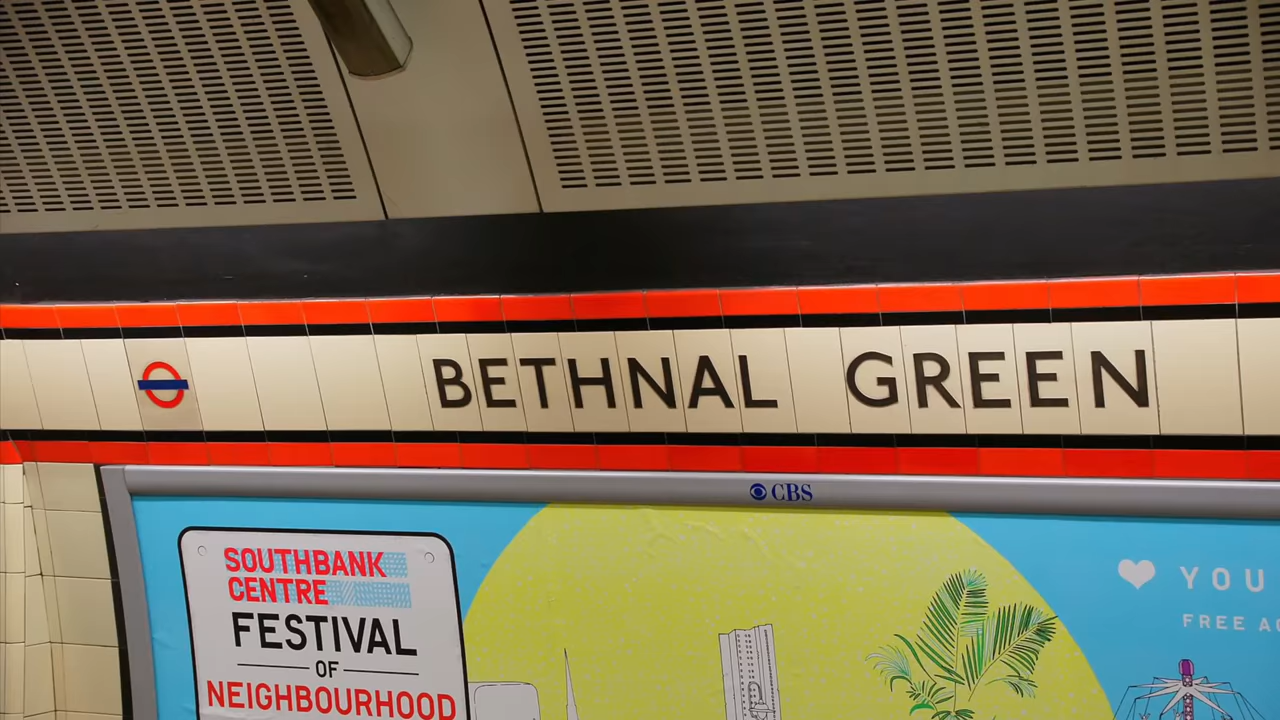 BETHNAL GREEN
CBS
SOUTHBANK
CENTRE
FESTIVAL
OF
NEIGHBOURHOOD
YOU
FREE